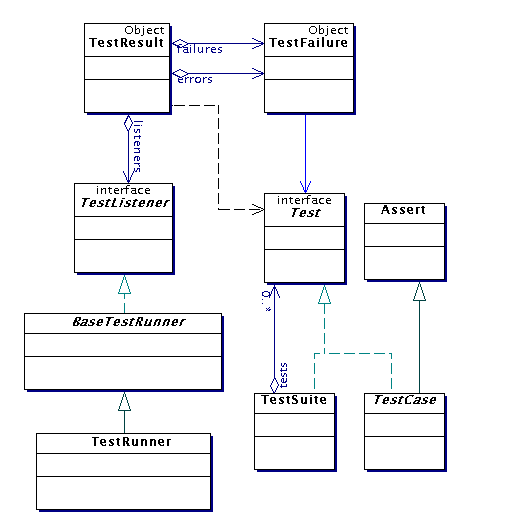 Object
TestResult
Object
TestFailure
failures
errors
listeners
interface
TestListener
interface
Test
Assert
0..*
BaseTestRunner
tests
TestSuite
TestCase
TestRunner